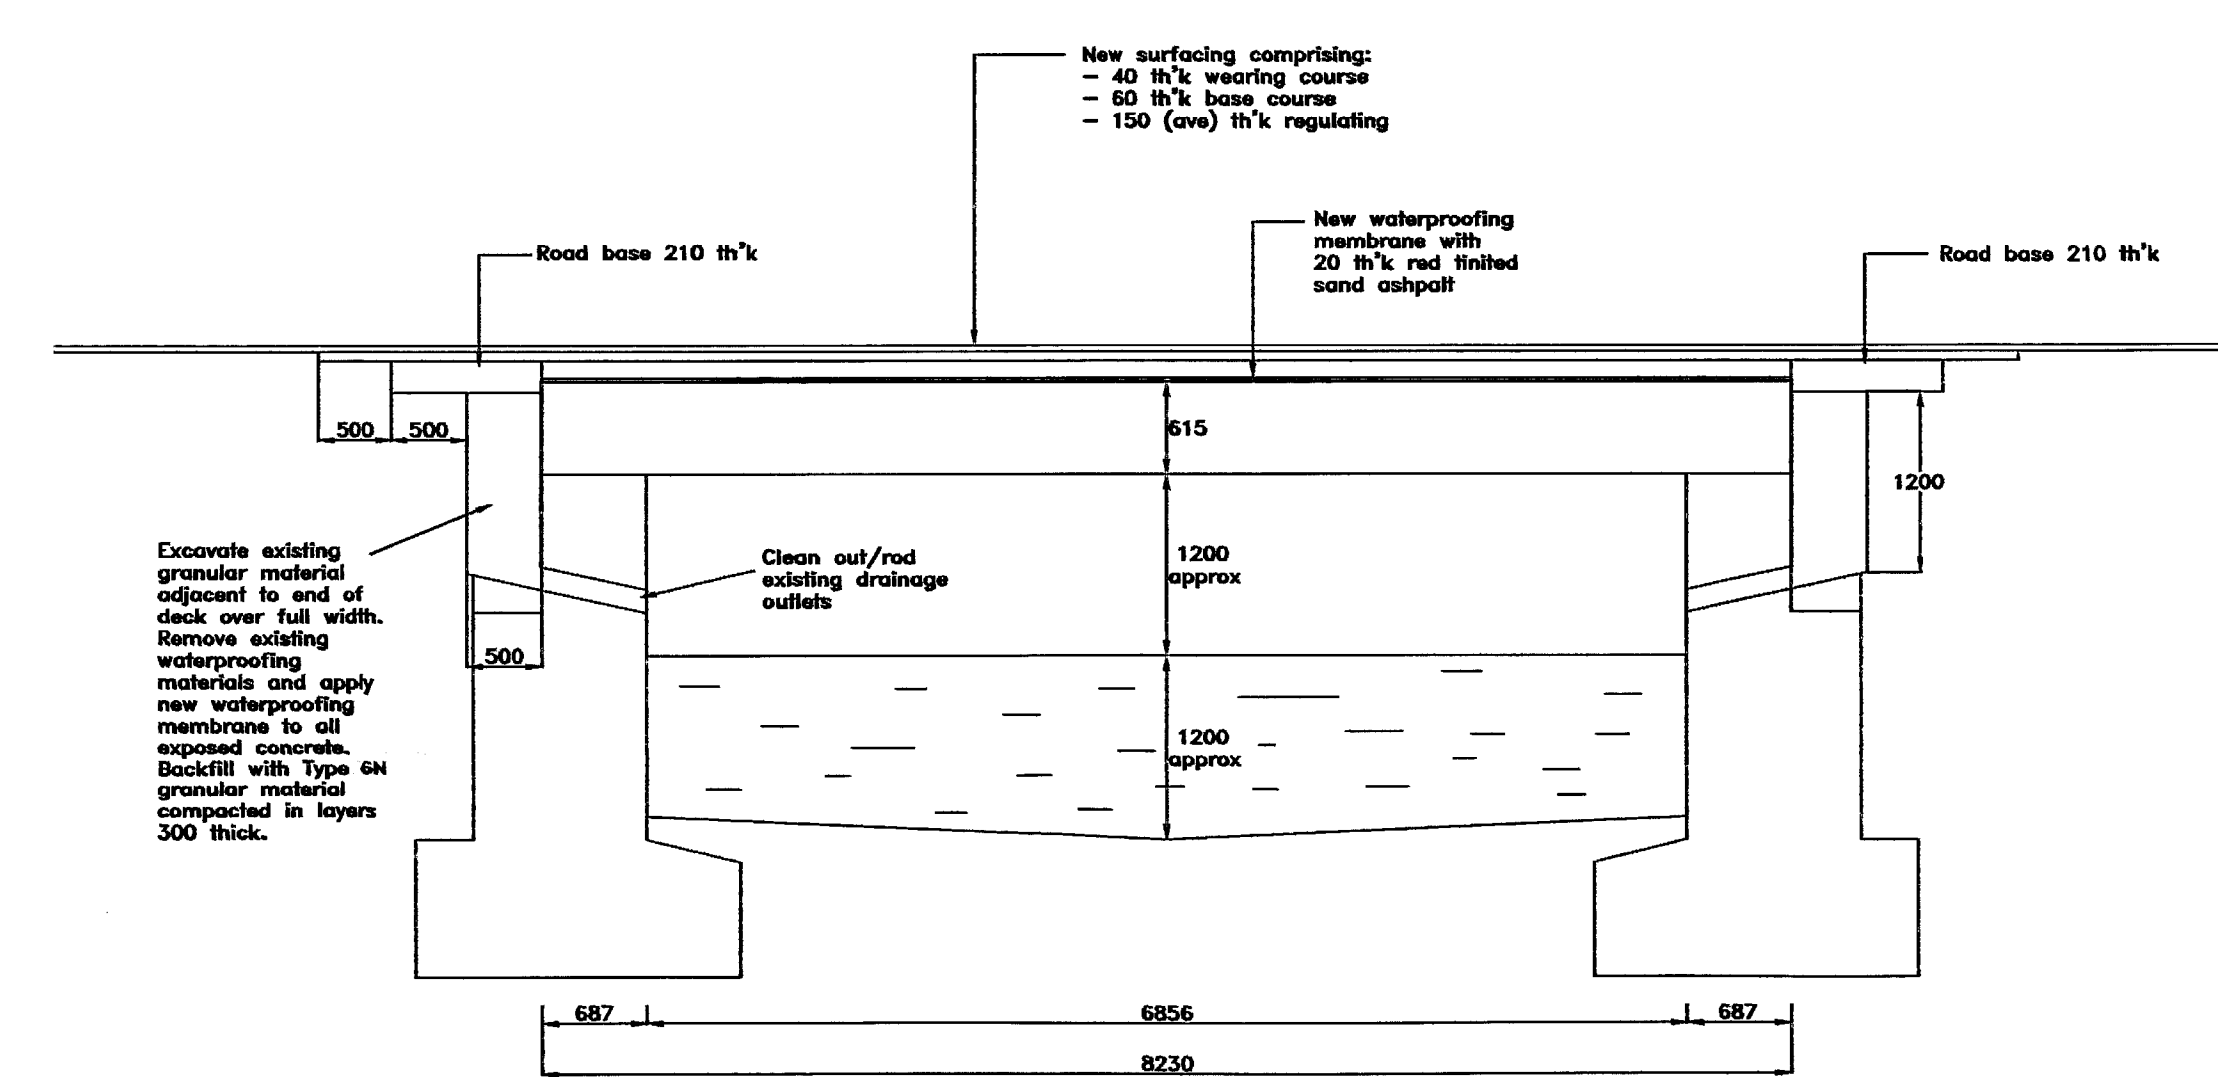 New surfacing comprising:
- 40 th'k wearing course
- 60 th'k base course
- 150 (ave) th'k regulating
New waterproofing
membrane with
20 th'k red tinited
sand ashpalt
Road base 210 th'k
Road base 210 th'k
500
500
615
1200
Excavate existing
granular material
adjacent to end of
deck over full width.
Remove existing
waterproofing
materials and apply
new waterproofing
membrane to all
exposed concrete.
Backfill with Type 6N
granular material
compacted in layers
300 thick.
Clean out/rod
existing drainage
outlets
1200
approx
500
1200
approx
687
6856
687
8230